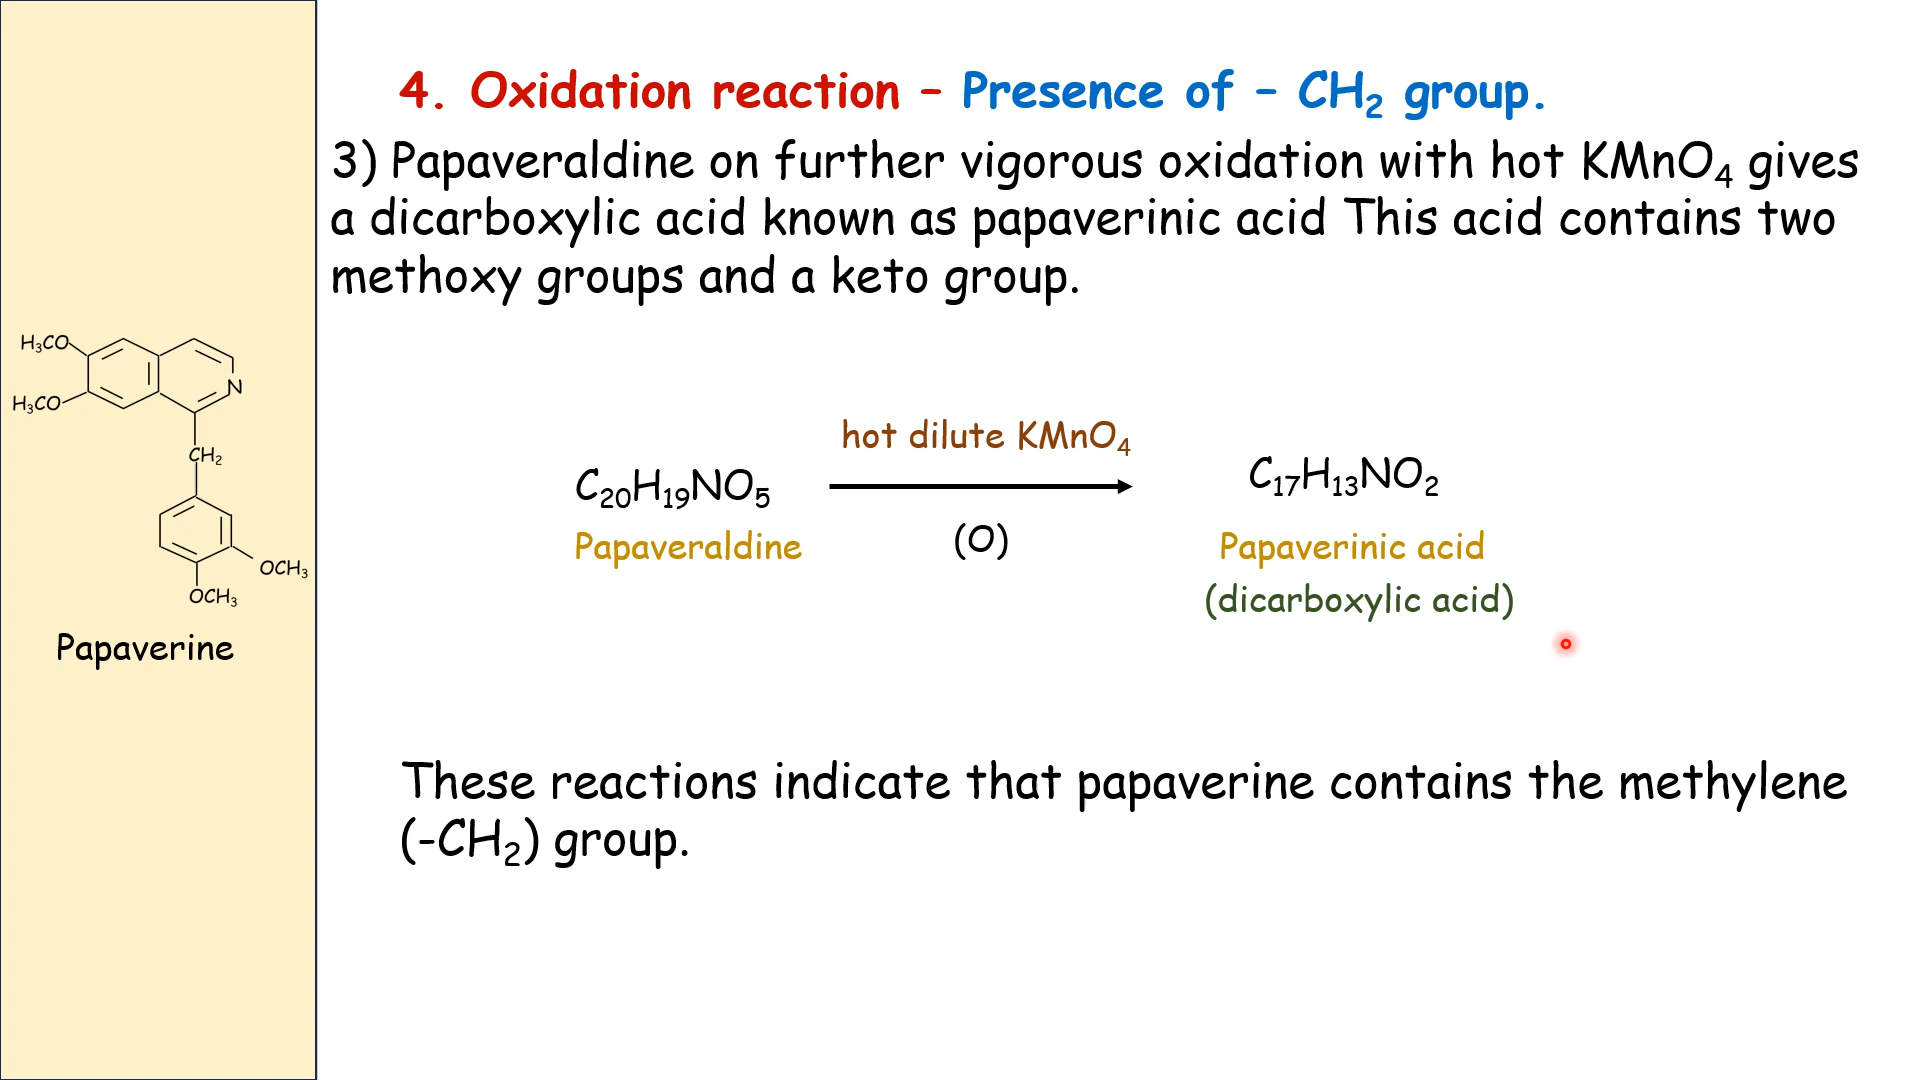 4. Oxidation reaction – Presence of – CH₂ group.
3) Papaveraldine on further vigorous oxidation with hot KMnO₄ gives
a dicarboxylic acid known as papaverinic acid This acid contains two
methoxy groups and a keto group.
H₃CO
H₃CO
N
CH₂
OCH₃
OCH₃
Papaverine
hot dilute KMnO₄
C₂₀H₁₉NO₅
C₁₇H₁₃NO₂
Papaveraldine
(O)
Papaverinic acid
(dicarboxylic acid)
These reactions indicate that papaverine contains the methylene
(-CH₂) group.